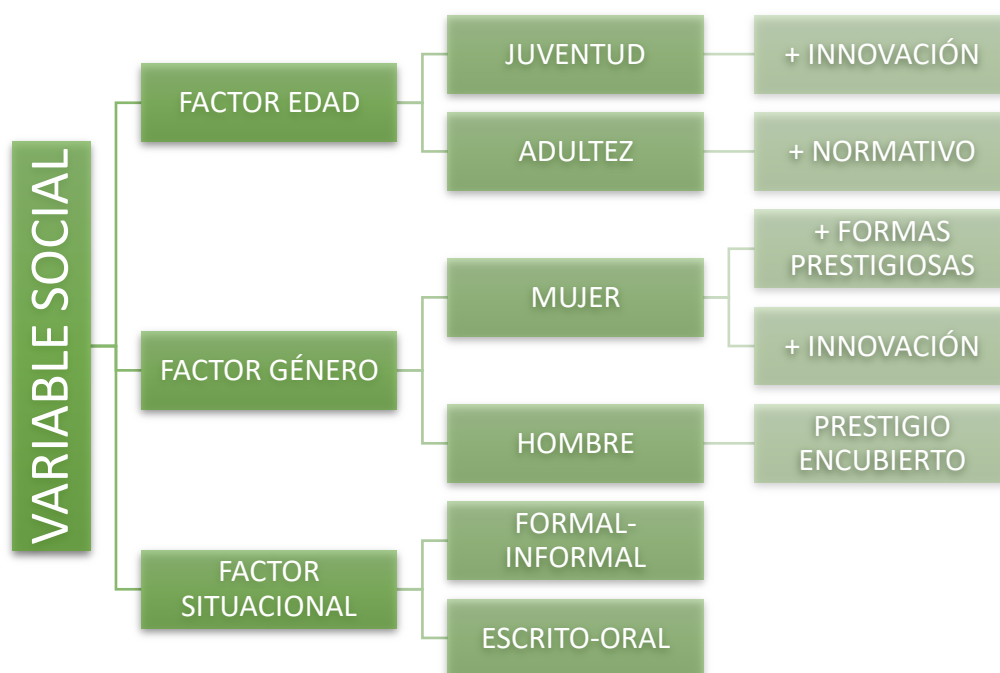 VARIABLE SOCIAL
FACTOR EDAD
JUVENTUD
+ INNOVACIÓN
ADULTEZ
+ NORMATIVO
FACTOR GÉNERO
MUJER
+ FORMAS
PRESTIGIOSAS
+ INNOVACIÓN
HOMBRE
PRESTIGIO
ENCUBIERTO
FACTOR
SITUACIONAL
FORMAL-
INFORMAL
ESCRITO-ORAL